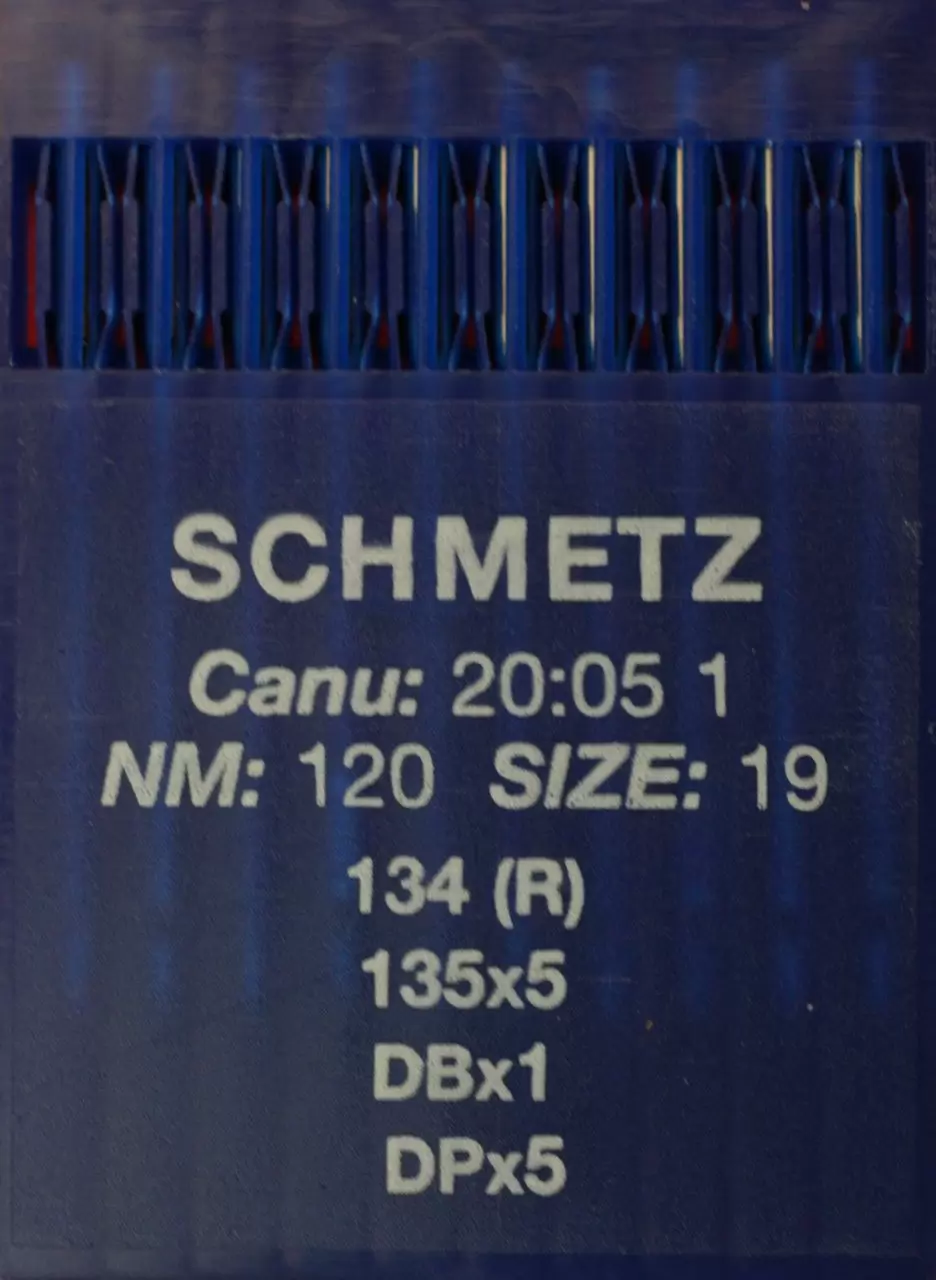 SCHMETZ
Canu: 20:05 1
NM: 120 SIZE: 19
134 (R)
135x5
DBx1
DPx5